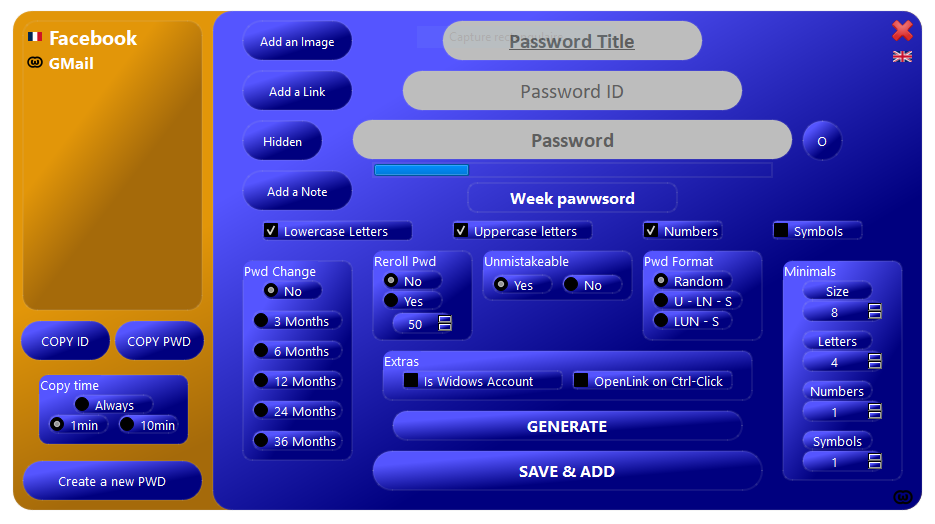 Facebook
GMail
COPY ID
COPY PWD
Copy time
Always
1min
10min
Create a new PWD
Add an Image
Password Title
Add a Link
Password ID
Hidden
Password
O
Add a Note
Week pawwsord
Lowercase Letters
Uppercase letters
Numbers
Symbols
Pwd Change
No
3 Months
6 Months
12 Months
24 Months
36 Months
Reroll Pwd
No
Yes
50
Unmistakeable
Yes
No
Pwd Format
Random
U - LN - S
LUN - S
Extras
Is Widows Account
OpenLink on Ctrl-Click
GENERATE
SAVE & ADD
Minimals
Size
8
Letters
4
Numbers
1
Symbols
1